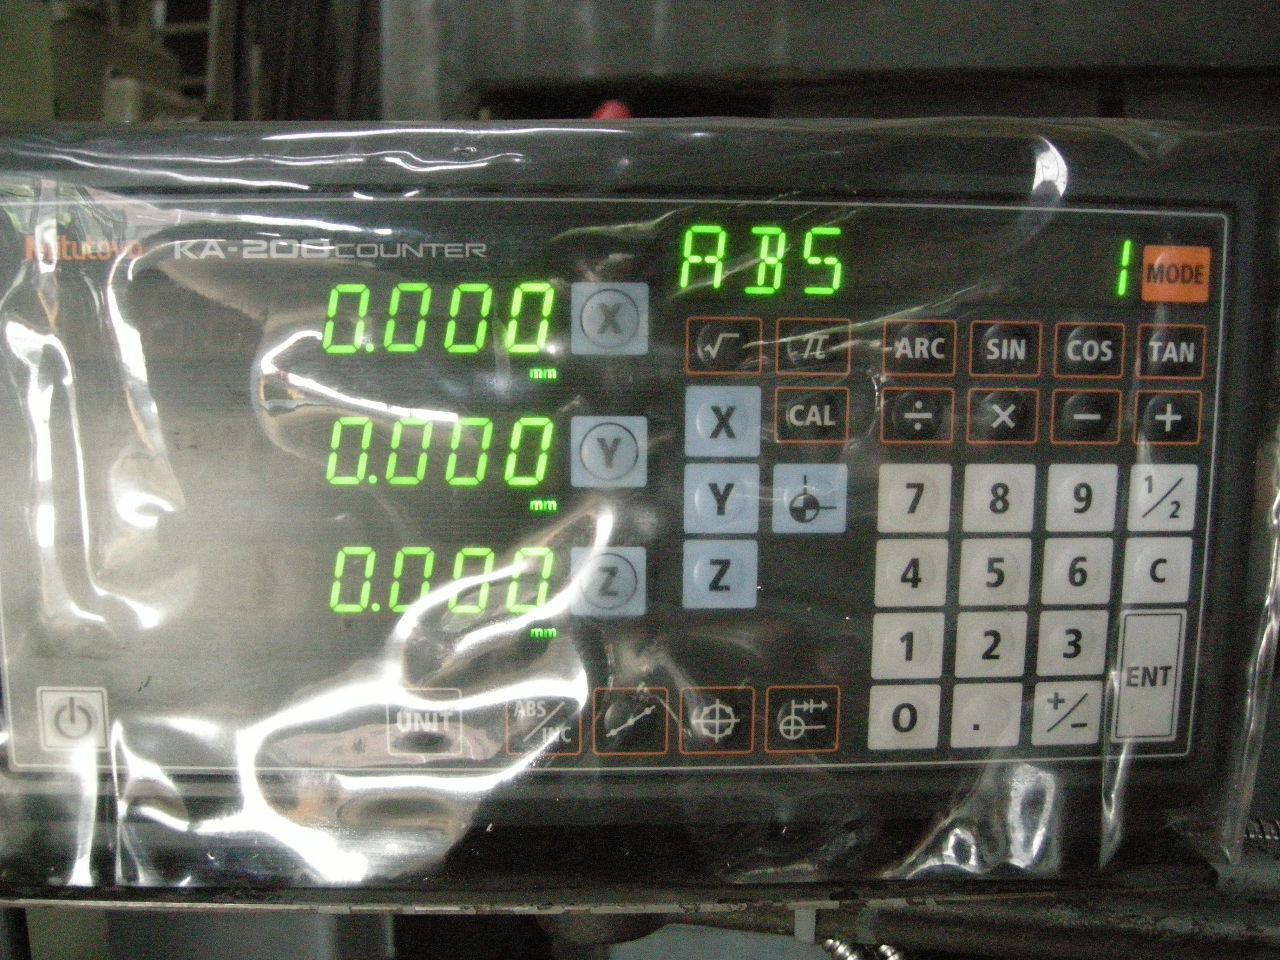 Mitutoyo KA-200 COUNTER
ABS 1 MODE
0.000 X
mm
√ π ARC SIN COS TAN
X CAL ÷ × − +
0.000 Y
mm
Y 7 8 9 1/2
0.000 Z
mm
Z 4 5 6 C
1 2 3 ENT
UNIT ABS/INC 0 . +/−